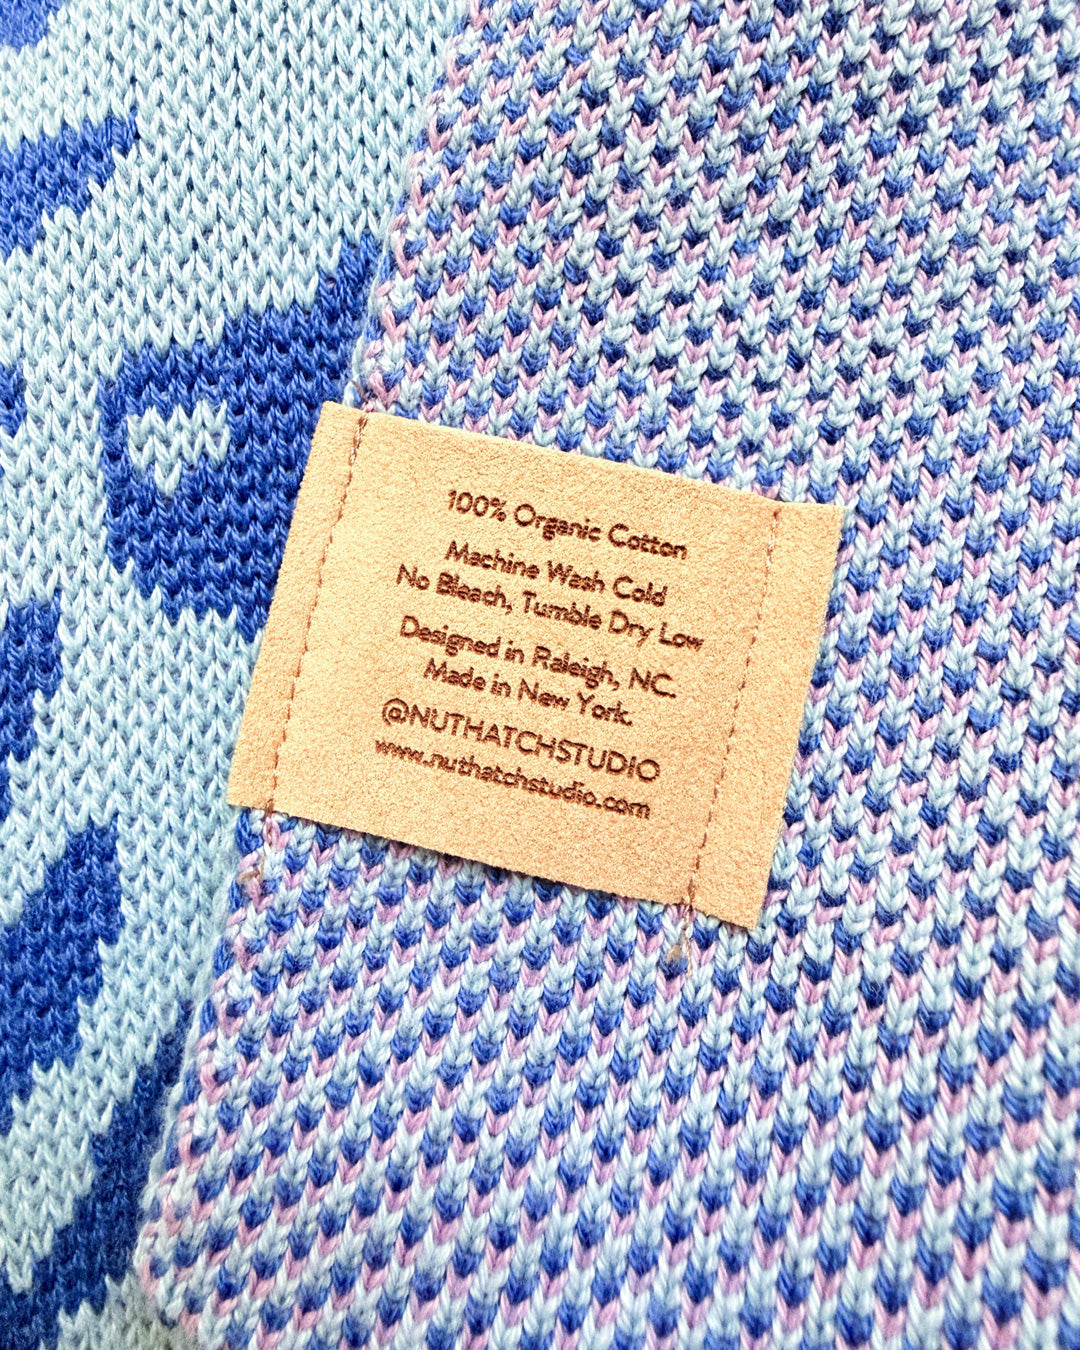 100% Organic Cotton
Machine Wash Cold
No Bleach, Tumble Dry Low
Designed in Raleigh, NC.
Made in New York.
@NUTHATCHSTUDIO
www.nuthatchstudio.com